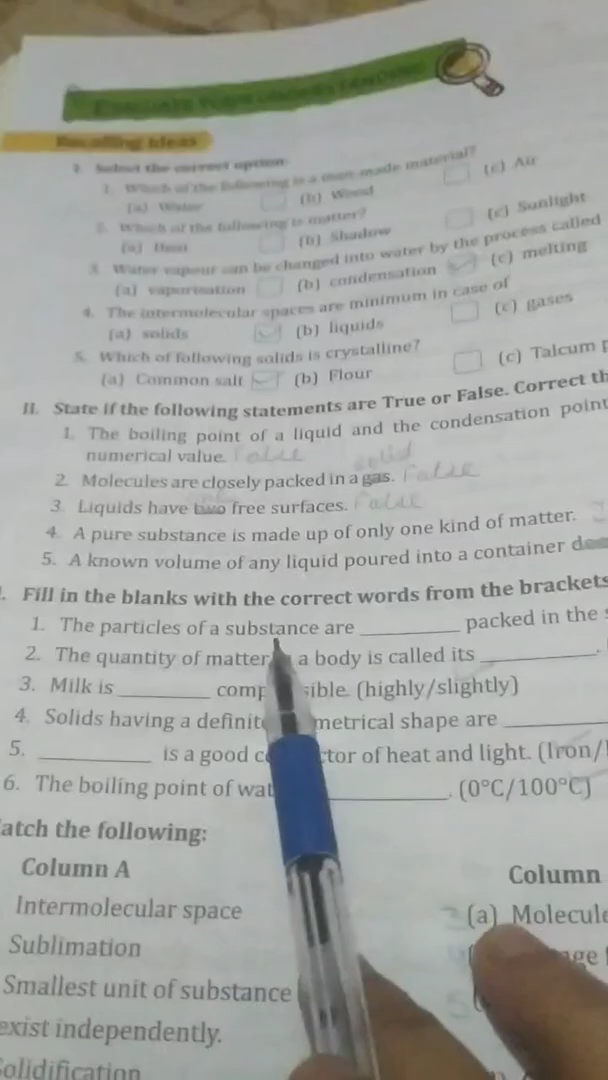 Recalling Ideas
I. Select the correct option:
1. Which of the following is a man-made material?
(a) Water (b) Wood (c) Air
2. Which of the following is matter?
(a) Heat (b) Shadow (c) Sunlight
3. Water vapour can be changed into water by the process called
(a) vaporisation (b) condensation (c) melting
4. The intermolecular spaces are minimum in case of
(a) solids (b) liquids (c) gases
5. Which of following solids is crystalline?
(a) Common salt (b) Flour (c) Talcum
II. State if the following statements are True or False. Correct th
1. The boiling point of a liquid and the condensation point
numerical value. False
solid
2. Molecules are closely packed in a gas. False
3. Liquids have two free surfaces. False
4. A pure substance is made up of only one kind of matter.
5. A known volume of any liquid poured into a container
. Fill in the blanks with the correct words from the brackets
1. The particles of a substance are ________ packed in the
2. The quantity of matter a body is called its ________.
3. Milk is ________ comp sible. (highly/slightly)
4. Solids having a definit metrical shape are ________
5. ________ is a good c tor of heat and light. (Iron/
6. The boiling point of wat ________. (0°C/100°C)
atch the following:
Column A Column
Intermolecular space (a) Molecule
Sublimation
Smallest unit of substance
exist independently.
Solidification